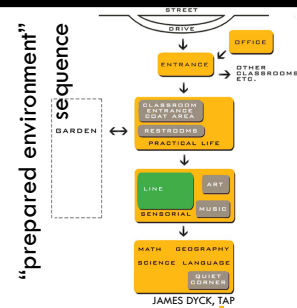 "prepared environment"
sequence
STREET
DRIVE
OFFICE
ENTRANCE
OTHER
CLASSROOMS
ETC.
CLASSROOM
ENTRANCE
COAT AREA
GARDEN
RESTROOMS
PRACTICAL LIFE
LINE
ART
MUSIC
SENSORIAL
MATH GEOGRAPHY
SCIENCE LANGUAGE
QUIET
CORNER
JAMES DYCK, TAP